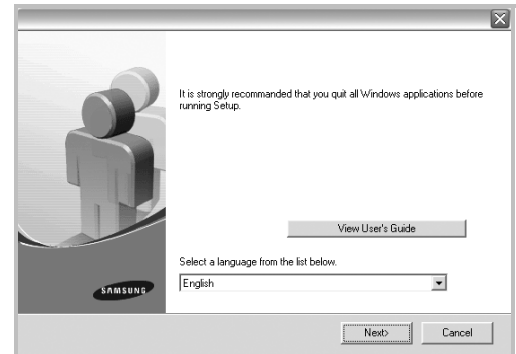 It is strongly recommanded that you quit all Windows applications before
running Setup.
View User's Guide
Select a language from the list below.
English
SAMSUNG
Next>
Cancel